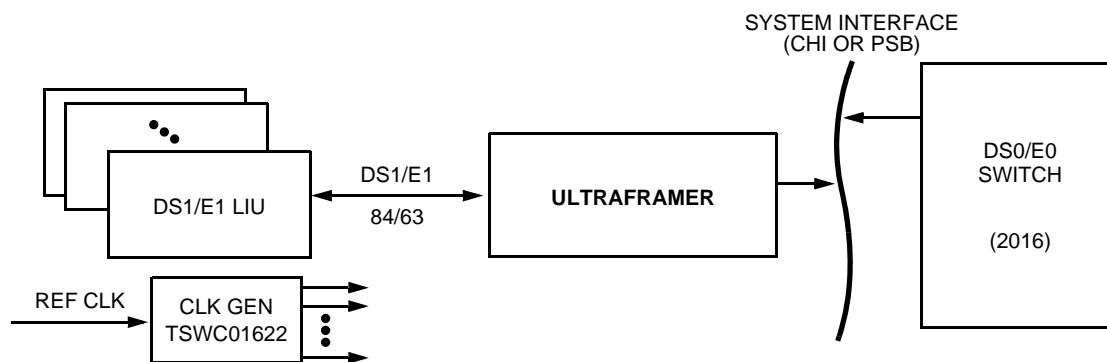 SYSTEM INTERFACE
(CHI OR PSB)
DS1/E1 LIU
DS1/E1
84/63
ULTRAFRAMER
DS0/E0
SWITCH
(2016)
REF CLK
CLK GEN
TSWC01622